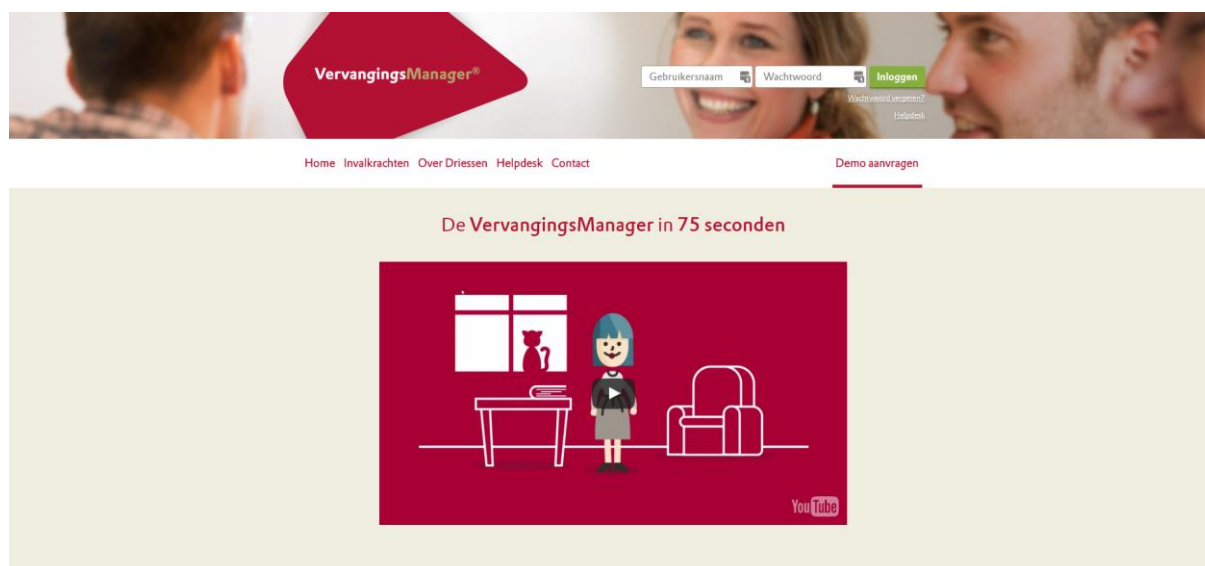 VervangingsManager®
Gebruikersnaam Wachtwoord Inloggen
Wachtwoord vergeten?
Helpdesk
Home Invalkrachten Over Driessen Helpdesk Contact Demo aanvragen
De VervangingsManager in 75 seconden
YouTube